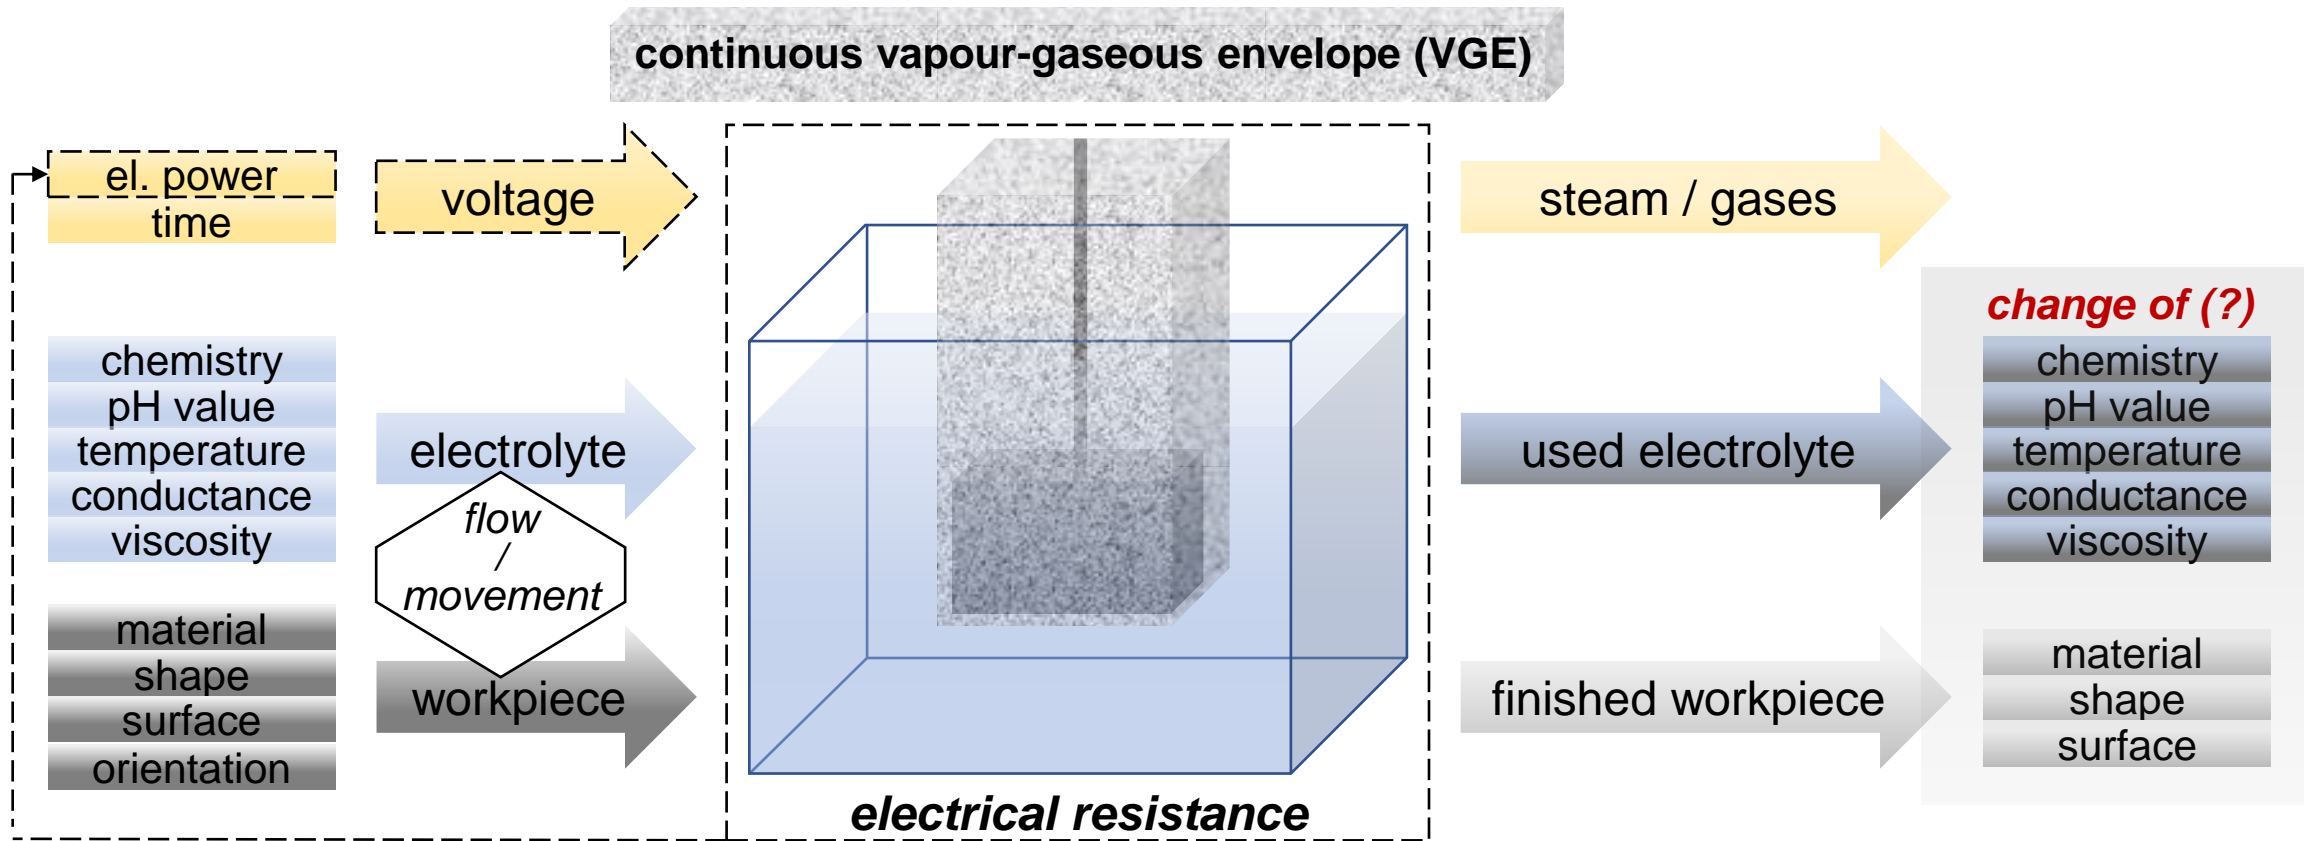 continuous vapour-gaseous envelope (VGE)
el. power
time
voltage
chemistry
pH value
temperature
conductance
viscosity
electrolyte
flow
/
movement
material
shape
surface
orientation
workpiece
electrical resistance
steam / gases
used electrolyte
finished workpiece
change of (?)
chemistry
pH value
temperature
conductance
viscosity
material
shape
surface